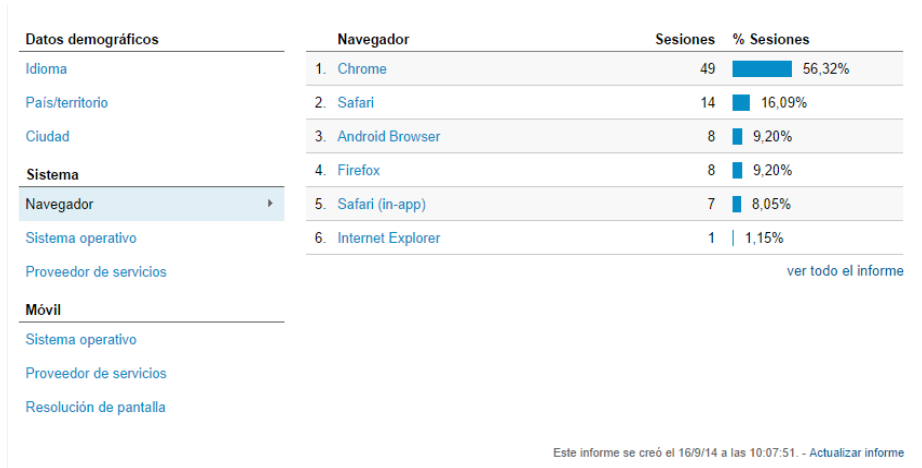 Datos demográficos
Idioma
País/territorio
Ciudad
Sistema
Navegador
Sistema operativo
Proveedor de servicios
Móvil
Sistema operativo
Proveedor de servicios
Resolución de pantalla
Navegador Sesiones % Sesiones
1. Chrome 49 56,32%
2. Safari 14 16,09%
3. Android Browser 8 9,20%
4. Firefox 8 9,20%
5. Safari (in-app) 7 8,05%
6. Internet Explorer 1 1,15%
ver todo el informe
Este informe se creó el 16/9/14 a las 10:07:51. - Actualizar informe